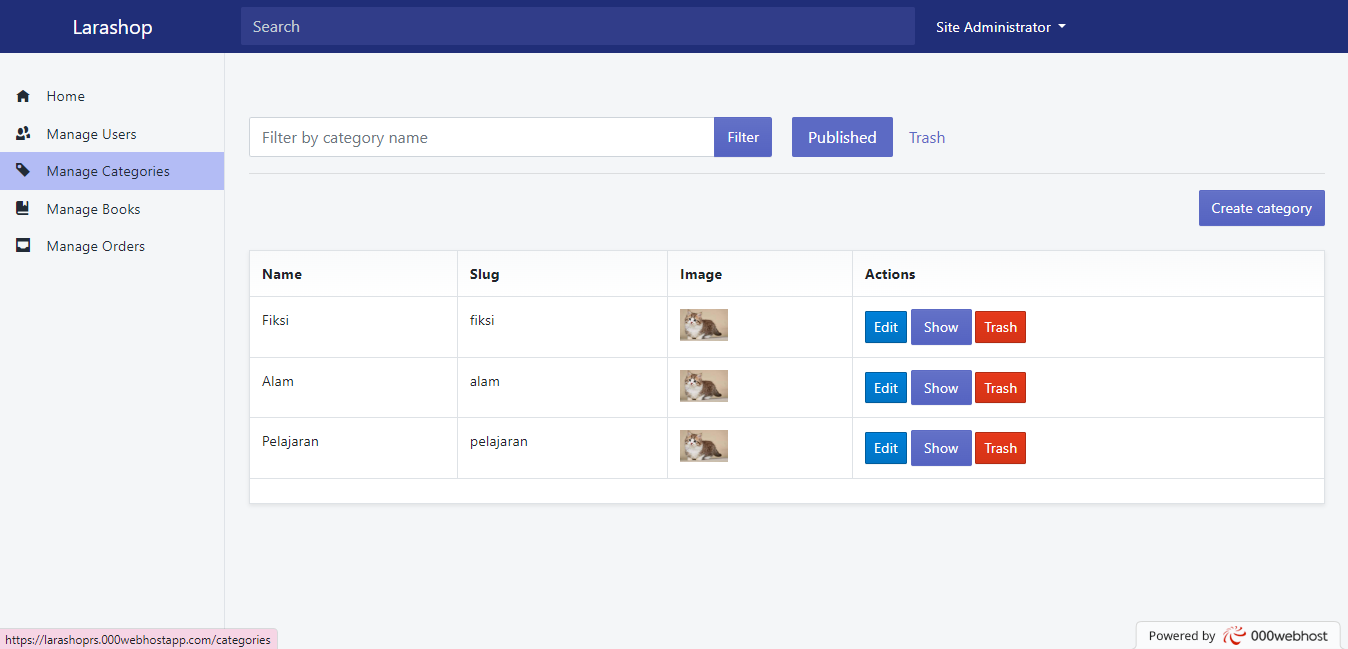 Larashop
Search
Site Administrator
Home
Manage Users
Manage Categories
Manage Books
Manage Orders
Filter by category name
Filter
Published
Trash
Create category
Name Slug Image Actions
Fiksi fiksi Edit Show Trash
Alam alam Edit Show Trash
Pelajaran pelajaran Edit Show Trash
https://larashoprs.000webhostapp.com/categories
Powered by 000webhost